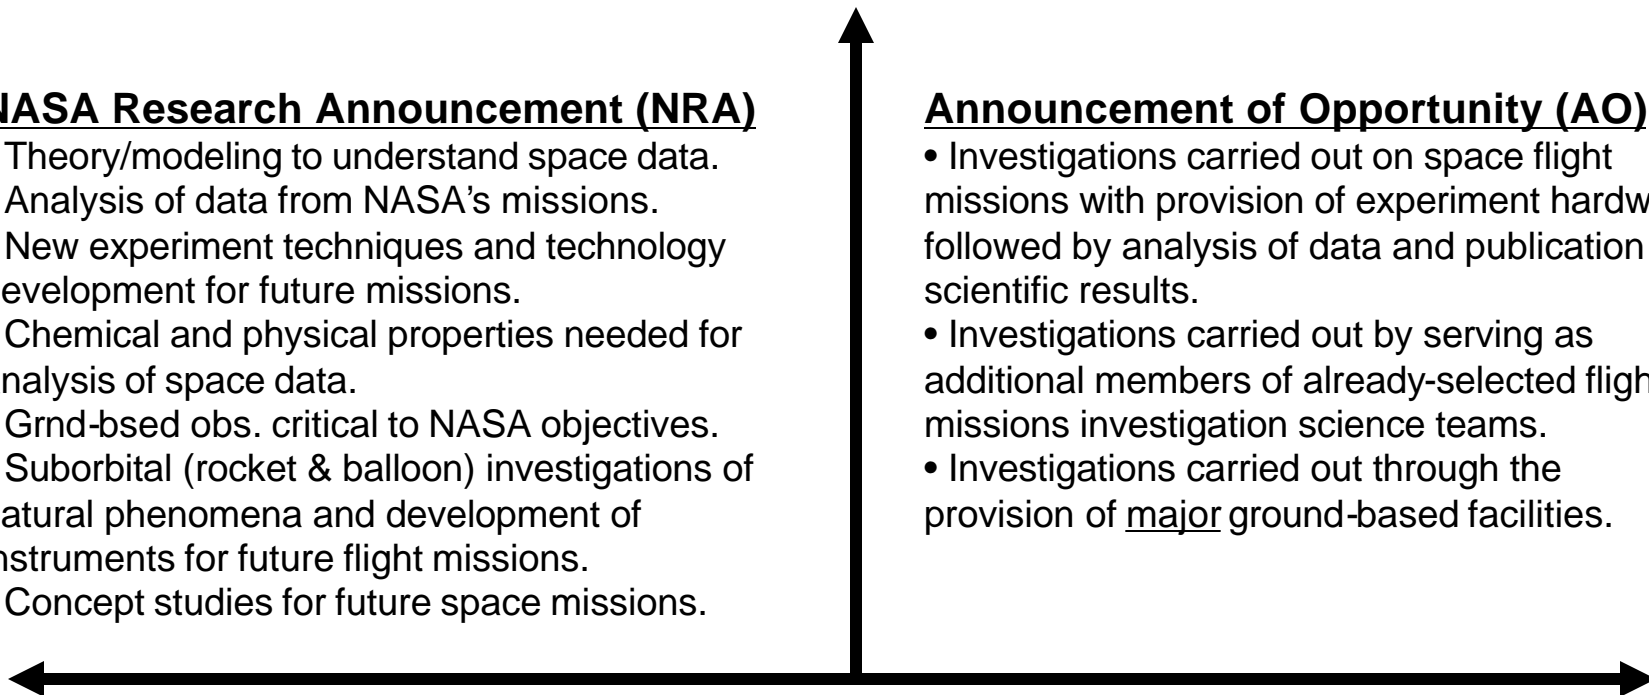 NASA Research Announcement (NRA)
Theory/modeling to understand space data.
Analysis of data from NASA's missions.
New experiment techniques and technology
evelopment for future missions.
Chemical and physical properties needed for
nalysis of space data.
Grnd-bsed obs. critical to NASA objectives.
Suborbital (rocket & balloon) investigations of
atural phenomena and development of
nstruments for future flight missions.
Concept studies for future space missions.
Announcement of Opportunity (AO)
• Investigations carried out on space flight
missions with provision of experiment hardw
followed by analysis of data and publication
scientific results.
• Investigations carried out by serving as
additional members of already-selected fligh
missions investigation science teams.
• Investigations carried out through the
provision of major ground-based facilities.